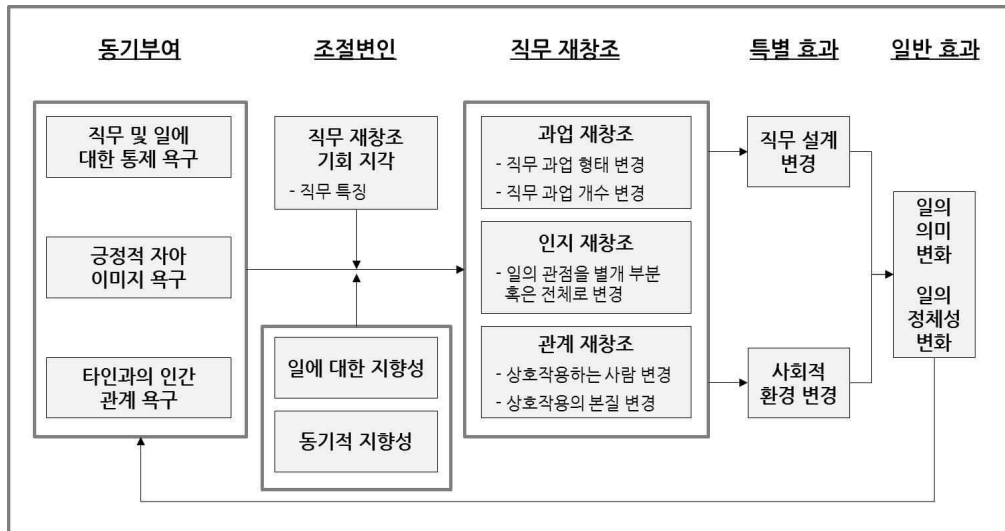 동기부여
조절변인
직무 재창조
특별 효과
일반 효과
직무 및 일에
대한 통제 욕구
긍정적 자아
이미지 욕구
타인과의 인간
관계 욕구
직무 재창조
기회 지각
- 직무 특징
일에 대한 지향성
동기적 지향성
과업 재창조
- 직무 과업 형태 변경
- 직무 과업 개수 변경
인지 재창조
- 일의 관점을 별개 부분
혹은 전체로 변경
관계 재창조
- 상호작용하는 사람 변경
- 상호작용의 본질 변경
직무 설계
변경
사회적
환경 변경
일의
의미
변화
일의
정체성
변화